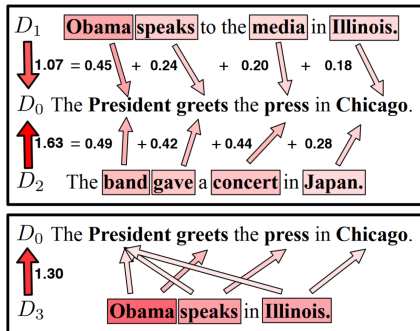 D₁ Obama speaks to the media in Illinois.
1.07 = 0.45 + 0.24 + 0.20 + 0.18
D₀ The President greets the press in Chicago.
1.63 = 0.49 + 0.42 + 0.44 + 0.28
D₂ The band gave a concert in Japan.
D₀ The President greets the press in Chicago.
1.30
D₃ Obama speaks in Illinois.